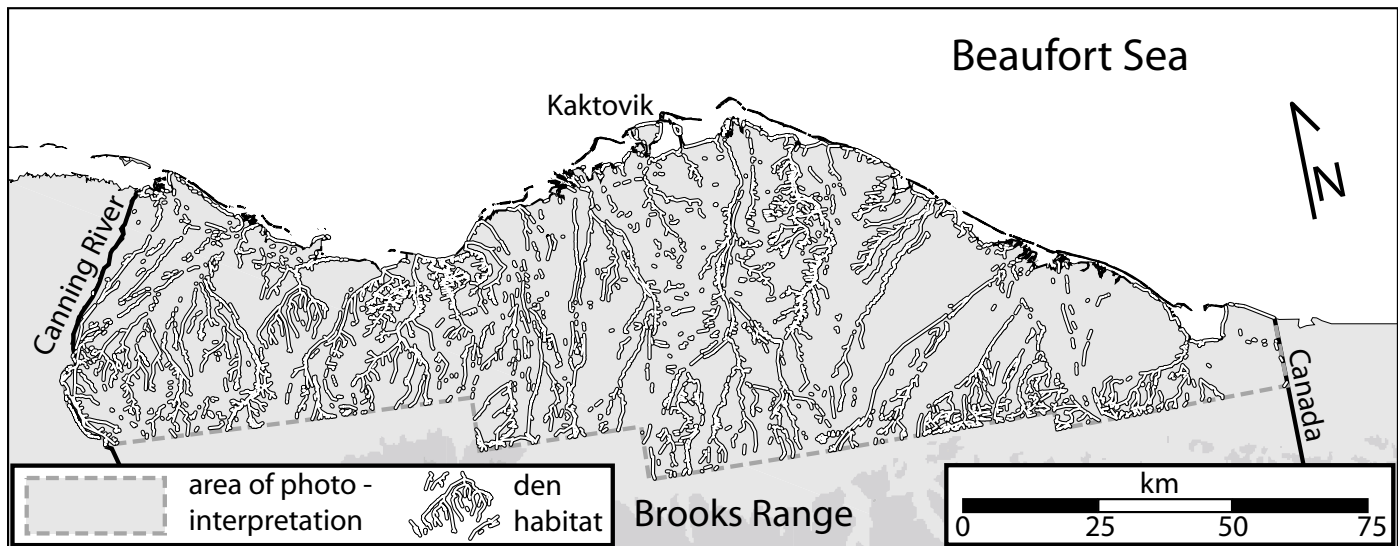 Beaufort Sea
Kaktovik
N
Canning River
Canada
area of photo -
interpretation
den
habitat
Brooks Range
km
0 25 50 75